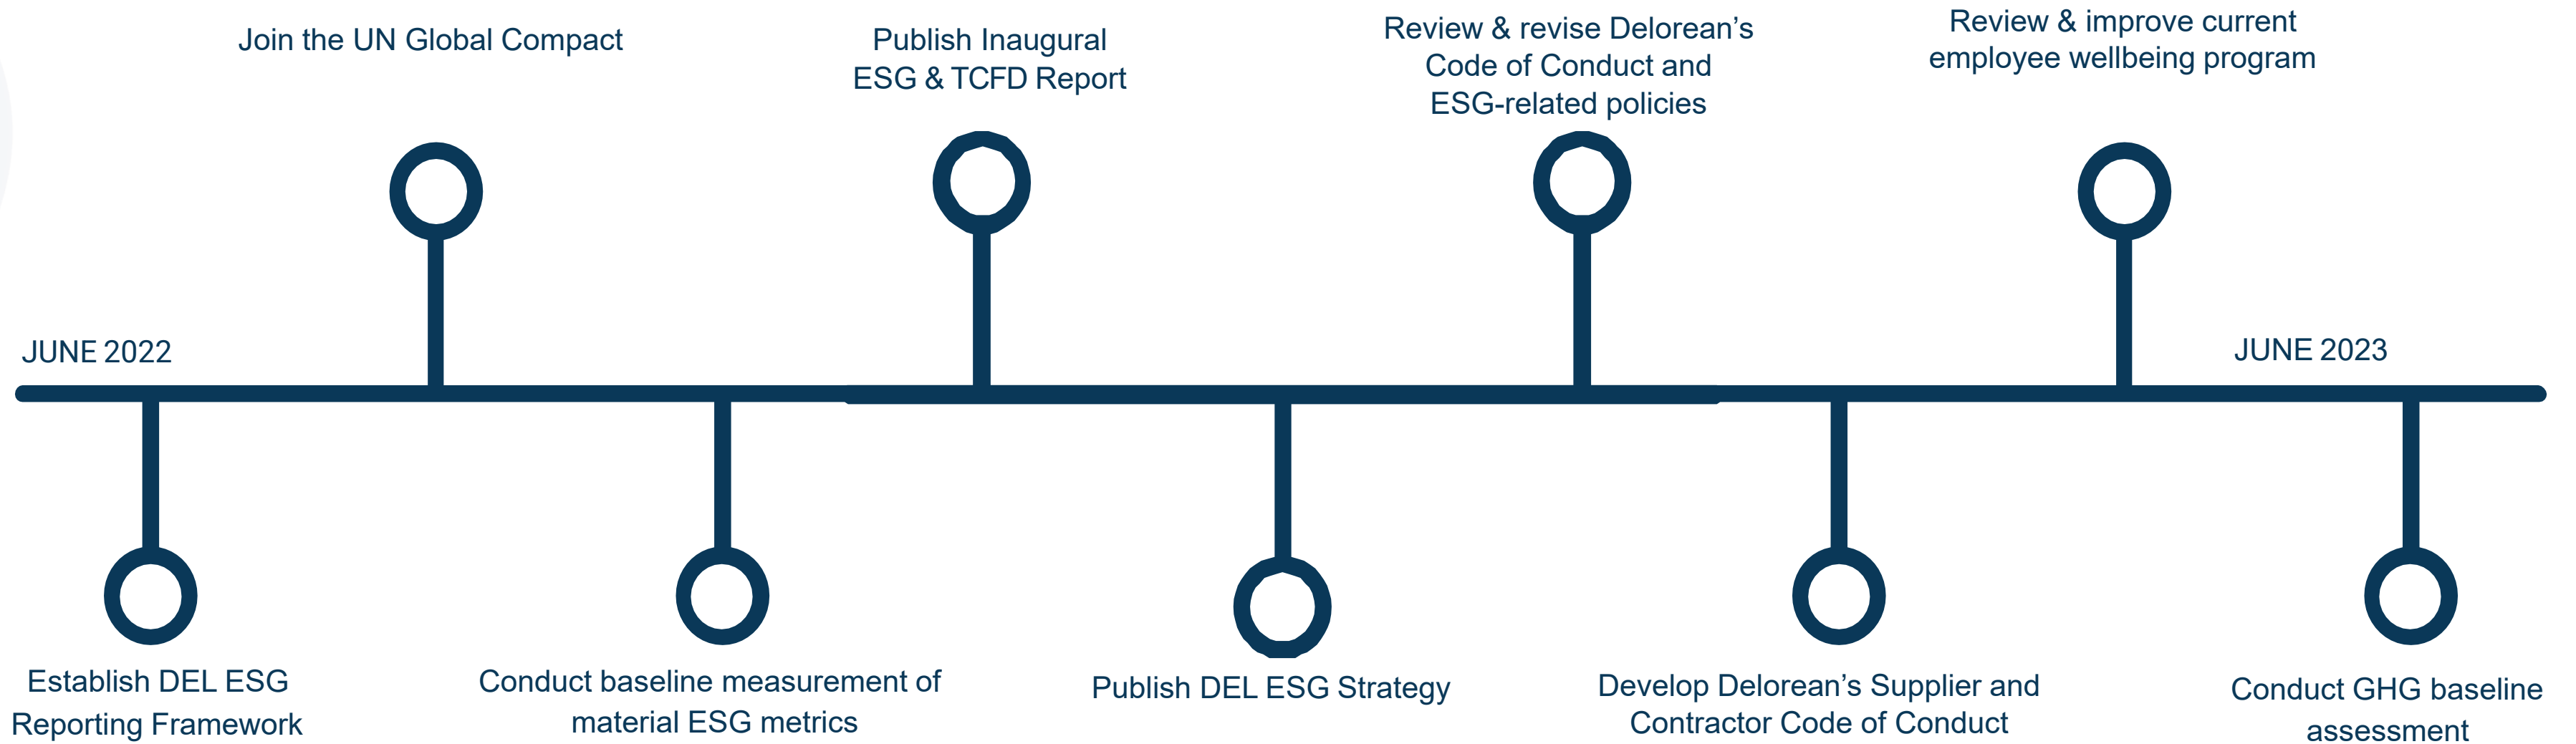 Join the UN Global Compact
Publish Inaugural
ESG & TCFD Report
Review & revise Delorean’s
Code of Conduct and
ESG-related policies
Review & improve current
employee wellbeing program
JUNE 2022
JUNE 2023
Establish DEL ESG
Reporting Framework
Conduct baseline measurement of
material ESG metrics
Publish DEL ESG Strategy
Develop Delorean’s Supplier and
Contractor Code of Conduct
Conduct GHG baseline
assessment